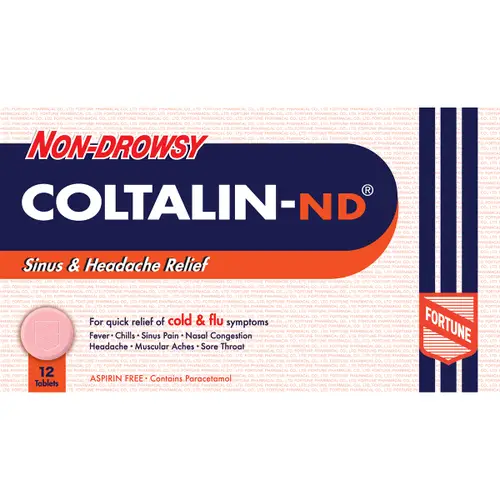 NON-DROWSY
COLTALIN-ND®
Sinus & Headache Relief
For quick relief of cold & flu symptoms
Fever · Chills · Sinus Pain · Nasal Congestion
Headache · Muscular Aches · Sore Throat
12
Tablets
ASPIRIN FREE · Contains Paracetamol
FORTUNE